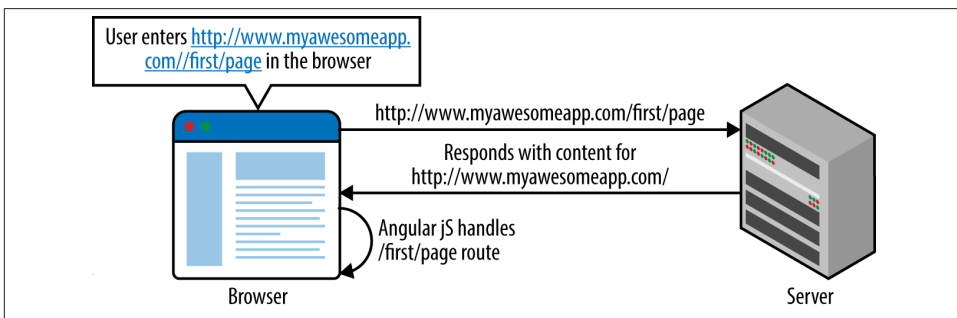 User enters http://www.myawesomeapp.
com//first/page in the browser
http://www.myawesomeapp.com/first/page
Responds with content for
http://www.myawesomeapp.com/
Angular jS handles
/first/page route
Browser
Server